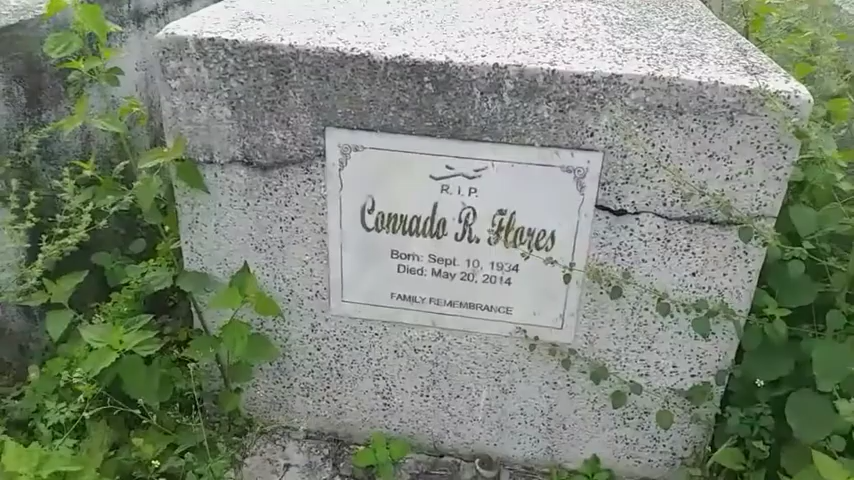 R.I.P.
Conrado R. Flores
Born: Sept. 10, 1934
Died: May 20, 2014
FAMILY REMEMBRANCE